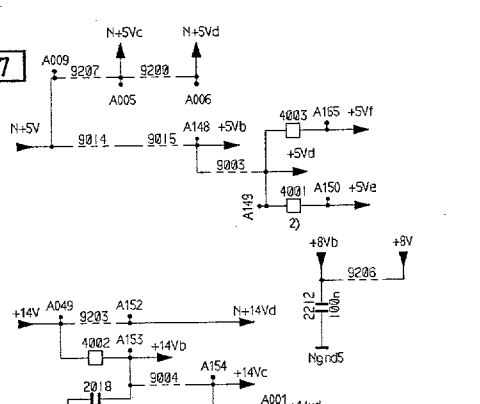 N+5Vc N+5Vd
7
A009
9207 9209
A005 A006
4003 A165 +5Vf
N+5V A148 +5Vb
9014 9015
+5Vd
9003
4001 A150 +5Ve
A149
2)
+8Vb +8V
9206
2212
100n
Ngnd5
+14V A049 A152 N+14Vd
9203
A153 +14Vb
4002
A154 +14Vc
9004
2018
A001